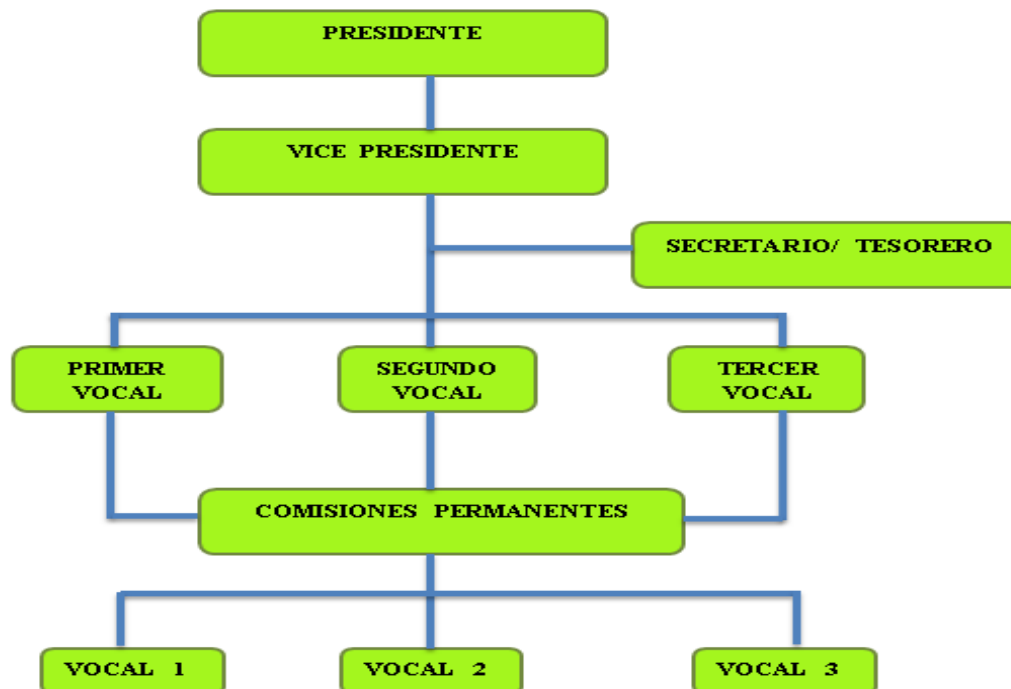 PRESIDENTE
VICE PRESIDENTE
SECRETARIO/ TESORERO
PRIMER
VOCAL
SEGUNDO
VOCAL
TERCER
VOCAL
COMISIONES PERMANENTES
VOCAL 1
VOCAL 2
VOCAL 3